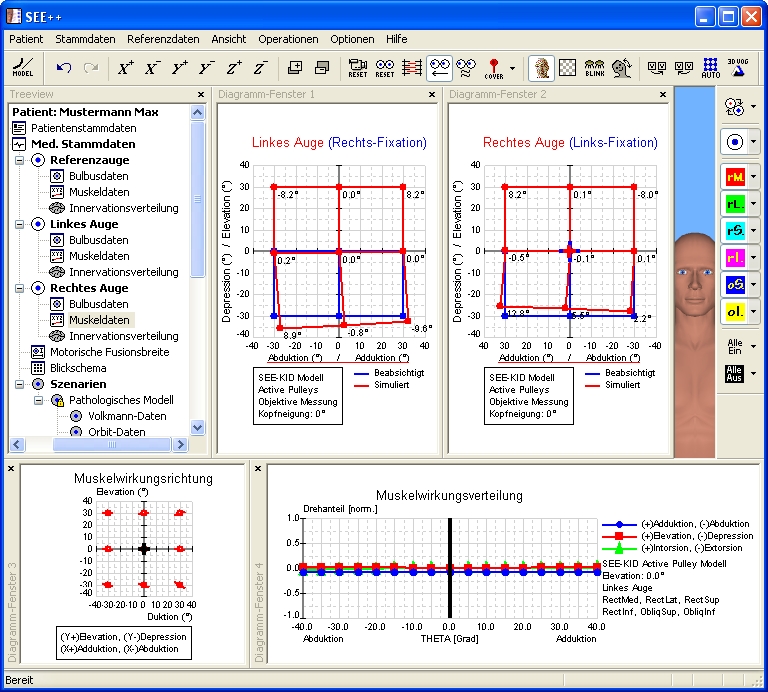 SEE++
Patient Stammdaten Referenzdaten Ansicht Operationen Optionen Hilfe
MODEL X+ X- Y+ Y- Z+ Z- RESET RESET COVER BLINK AUTO 3D VOG
Treeview
Patient: Mustermann Max
Patientenstammdaten
Med. Stammdaten
Referenzauge
Bulbusdaten
Muskeldaten
Innervationsverteilung
Linkes Auge
Bulbusdaten
Muskeldaten
Innervationsverteilung
Rechtes Auge
Bulbusdaten
Muskeldaten
Innervationsverteilung
Motorische Fusionsbreite
Blickschema
Szenarien
Pathologisches Modell
Volkmann-Daten
Orbit-Daten
Diagramm-Fenster 1
Linkes Auge (Rechts-Fixation)
Depression (°) / Elevation (°)
40
30
20
10
0
-10
-20
-30
-40
-8.2° 0.0° 8.2°
0.2° 0.0° 0.0°
8.9° -0.8° -9.6°
-40 -30 -20 -10 0 10 20 30 40
Abduktion (°) / Adduktion (°)
SEE-KID Modell
Active Pulleys
Objektive Messung
Kopfneigung: 0°
Beabsichtigt
Simuliert
Diagramm-Fenster 2
Rechtes Auge (Links-Fixation)
Depression (°) / Elevation (°)
40
30
20
10
0
-10
-20
-30
-40
8.2° 0.1° -8.0°
-0.5° -0.1° 0.1°
-12.8° -5.5° 2.2°
40 30 20 10 0 -10 -20 -30 -40
Adduktion (°) / Abduktion (°)
SEE-KID Modell
Active Pulleys
Objektive Messung
Kopfneigung: 0°
Beabsichtigt
Simuliert
rM.
rL.
rS.
rI.
oS.
oI.
Alle
Ein
Alle
Aus
Diagramm-Fenster 3
Muskelwirkungsrichtung
Elevation (°)
40
30
20
10
0
-10
-20
-30
-40
-40 -30 -20 -10 0 10 20 30 40
Duktion (°)
(Y+)Elevation, (Y-)Depression
(X+)Adduktion, (X-)Abduktion
Diagramm-Fenster 4
Muskelwirkungsverteilung
Drehanteil [norm.]
1.0
0.5
0.0
-0.5
-1.0
-40.0 -30.0 -20.0 -10.0 0.0 10.0 20.0 30.0 40.0
Abduktion THETA [Grad] Adduktion
(+)Adduktion, (-)Abduktion
(+)Elevation, (-)Depression
(+)Intorsion, (-)Extorsion
SEE-KID Active Pulley Modell
Elevation: 0.0°
Linkes Auge
RectMed, RectLat, RectSup
RectInf, ObliqSup, ObliqInf
Bereit